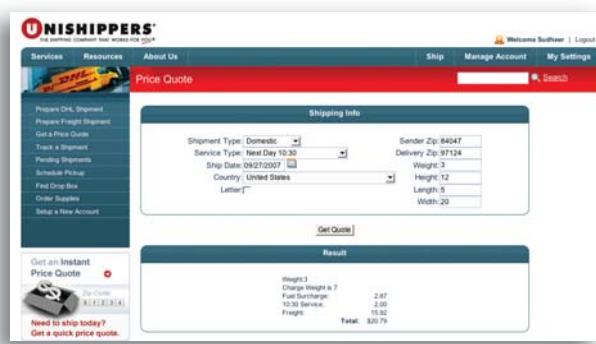 UNISHIPPERS®
THE SHIPPING COMPANY THAT WORKS FOR YOU®
Welcome Sudheer | Logout
Services Resources About Us Ship Manage Account My Settings
DHL
Price Quote
Search
Prepare DHL Shipment
Prepare Freight Shipment
Get a Price Quote
Track a Shipment
Pending Shipments
Schedule Pickup
Find Drop Box
Order Supplies
Setup a New Account
Shipping Info
Shipment Type: Domestic
Service Type: Next Day 10:30
Ship Date: 09/27/2007
Country: United States
Letter:
Sender Zip: 84047
Delivery Zip: 97124
Weight: 3
Height: 12
Length: 5
Width: 20
Get Quote
Result
Weight:3
Charge Weight is 7
Fuel Surcharge: 2.87
10:30 Service: 2.00
Freight: 15.92
Total: $20.79
Get an Instant
Price Quote
Zip Code
0 1 2 3 4
Need to ship today?
Get a quick price quote.